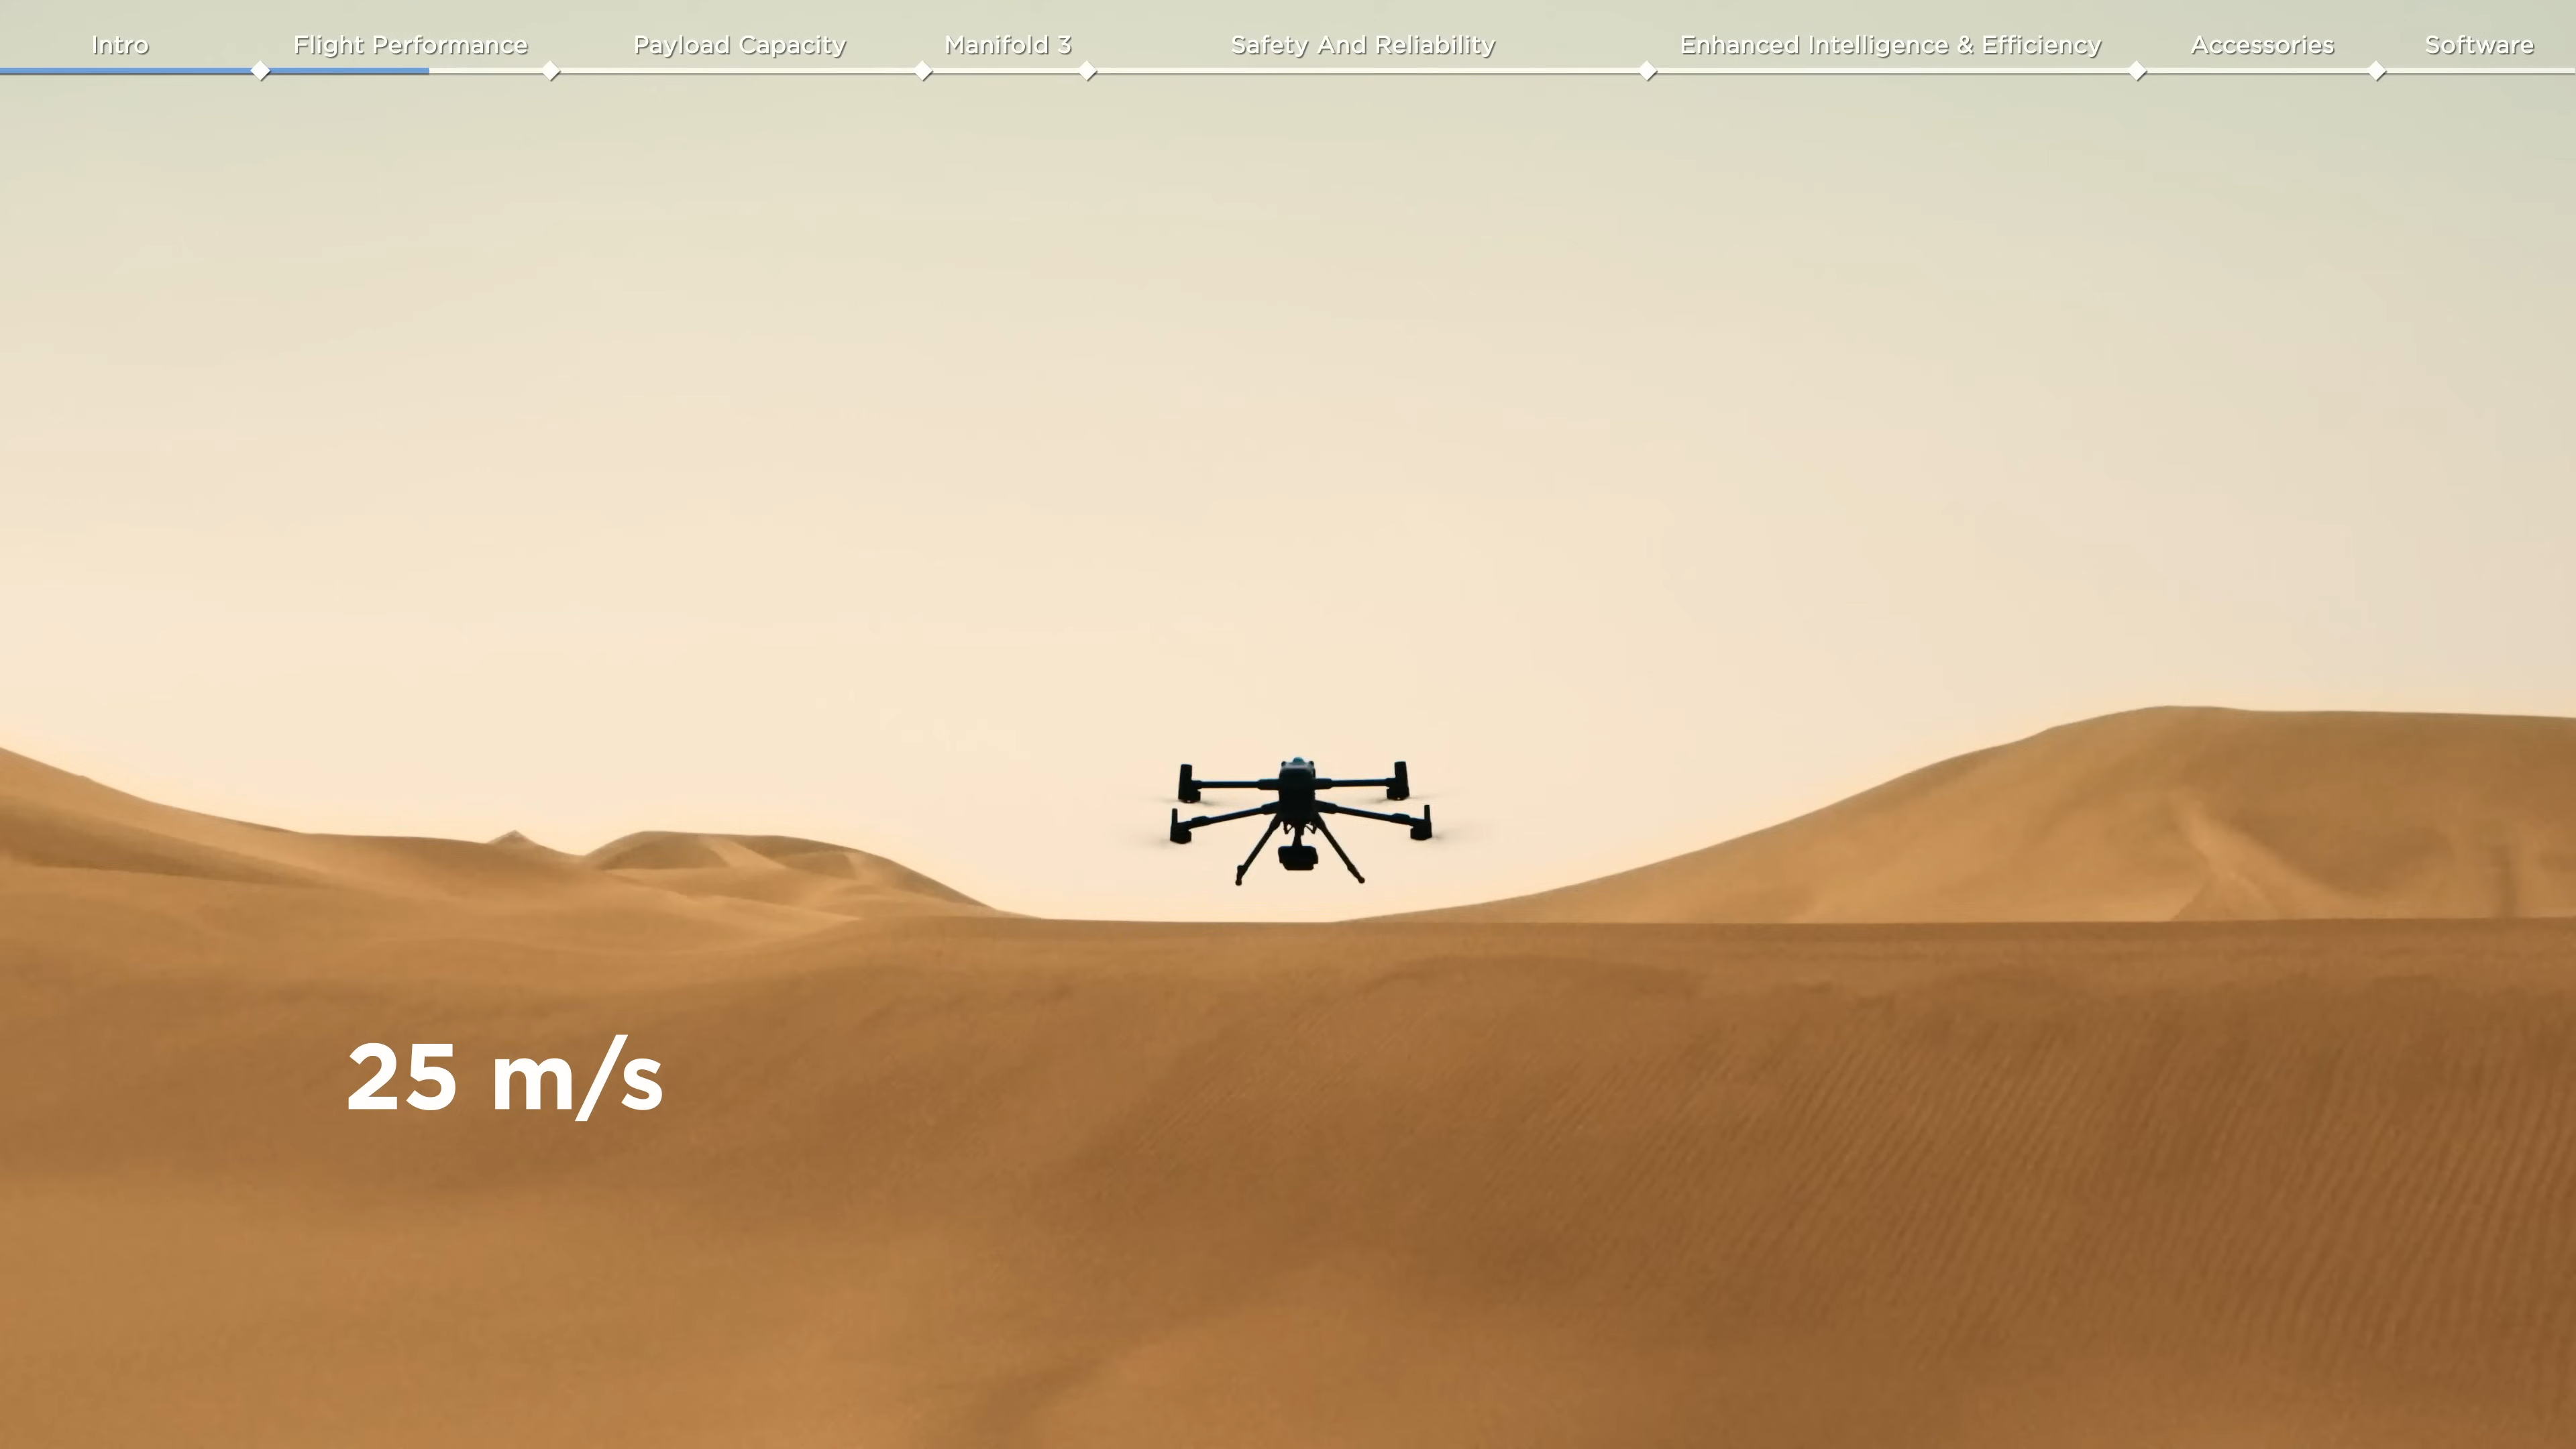 Intro Flight Performance Payload Capacity Manifold 3 Safety And Reliability Enhanced Intelligence & Efficiency Accessories Software
25 m/s